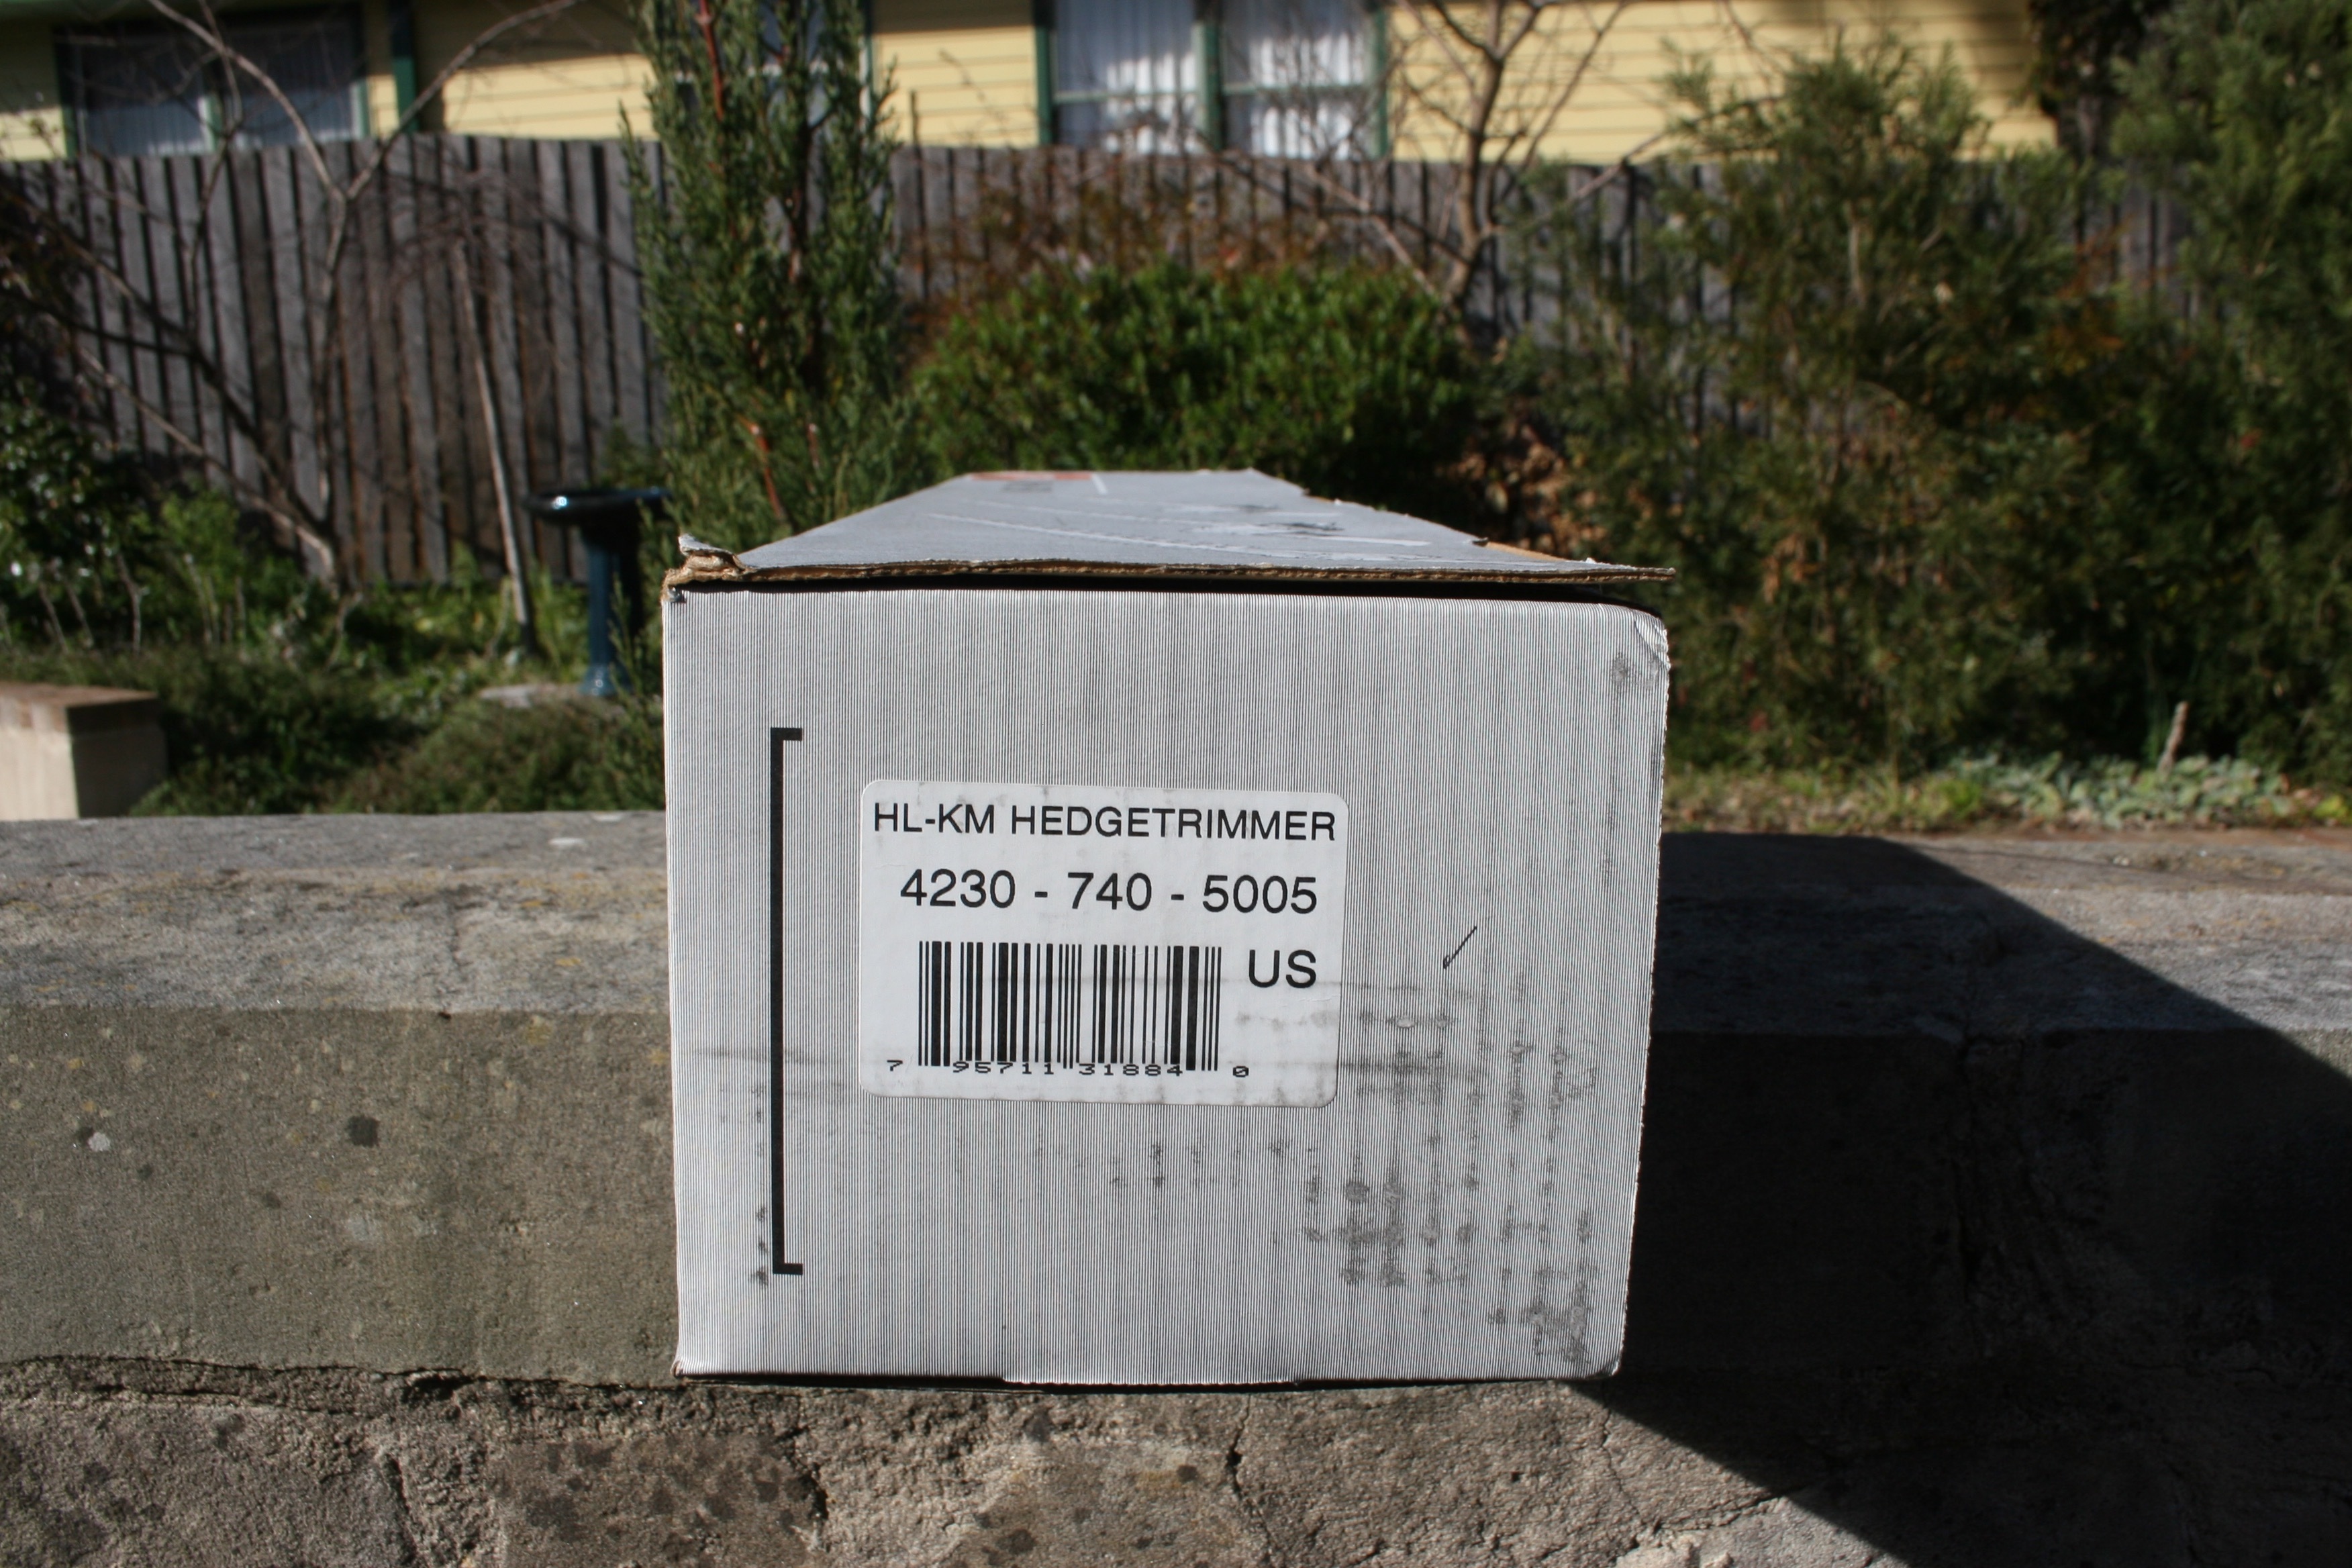 HL-KM HEDGETRIMMER
4230 - 740 - 5005
US
7 95711 31884 0